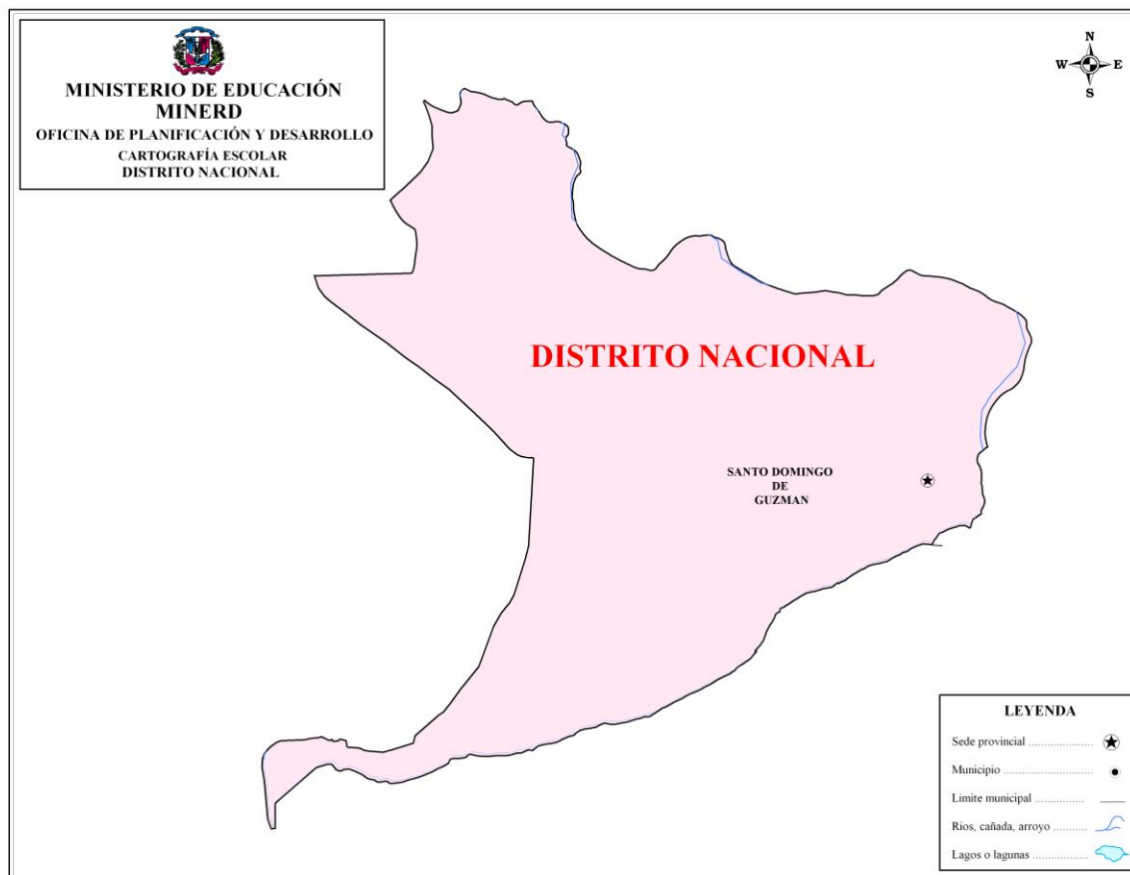 MINISTERIO DE EDUCACIÓN
MINERD
OFICINA DE PLANIFICACIÓN Y DESARROLLO
CARTOGRAFÍA ESCOLAR
DISTRITO NACIONAL
N
W E
S
DISTRITO NACIONAL
SANTO DOMINGO
DE
GUZMAN
LEYENDA
Sede provincial ....................
Municipio ............................
Limite municipal ................
Rios, cañada, arroyo ...........
Lagos o lagunas ..................